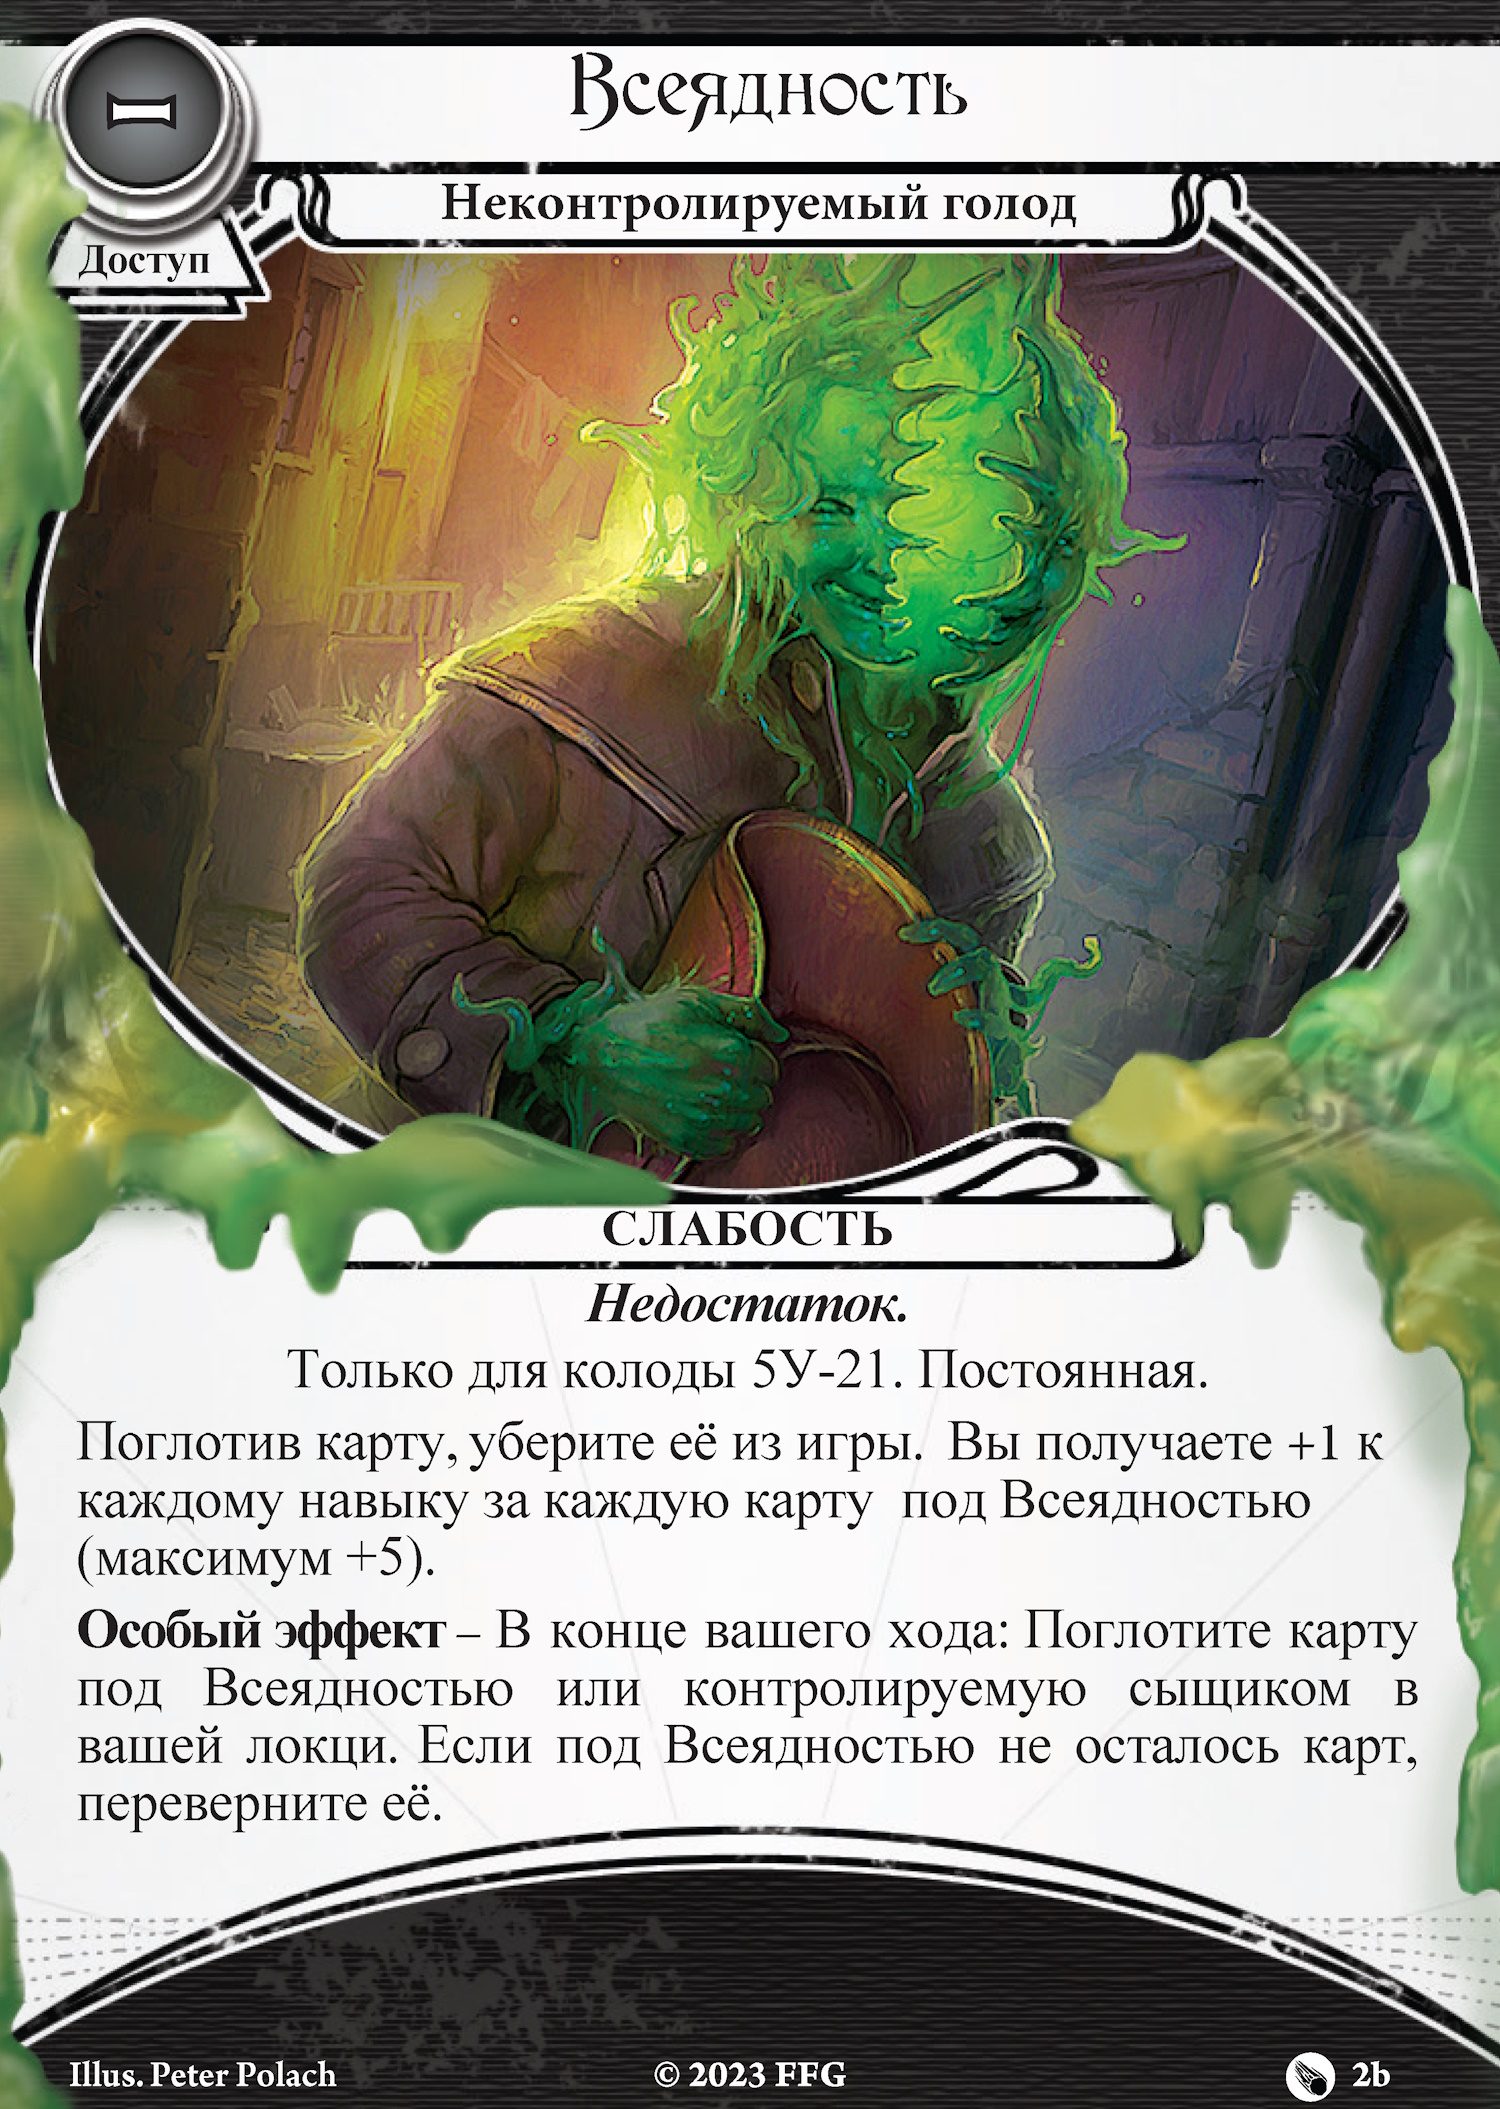 Всеядность
Неконтролируемый голод
Доступ
СЛАБОСТЬ
Недостаток.
Только для колоды 5У-21. Постоянная.
Поглотив карту, уберите её из игры. Вы получаете +1 к
каждому навыку за каждую карту под Всеядностью
(максимум +5).
Особый эффект – В конце вашего хода: Поглотите карту
под Всеядностью или контролируемую сыщиком в
вашей локци. Если под Всеядностью не осталось карт,
переверните её.
Illus. Peter Polach
© 2023 FFG
2b